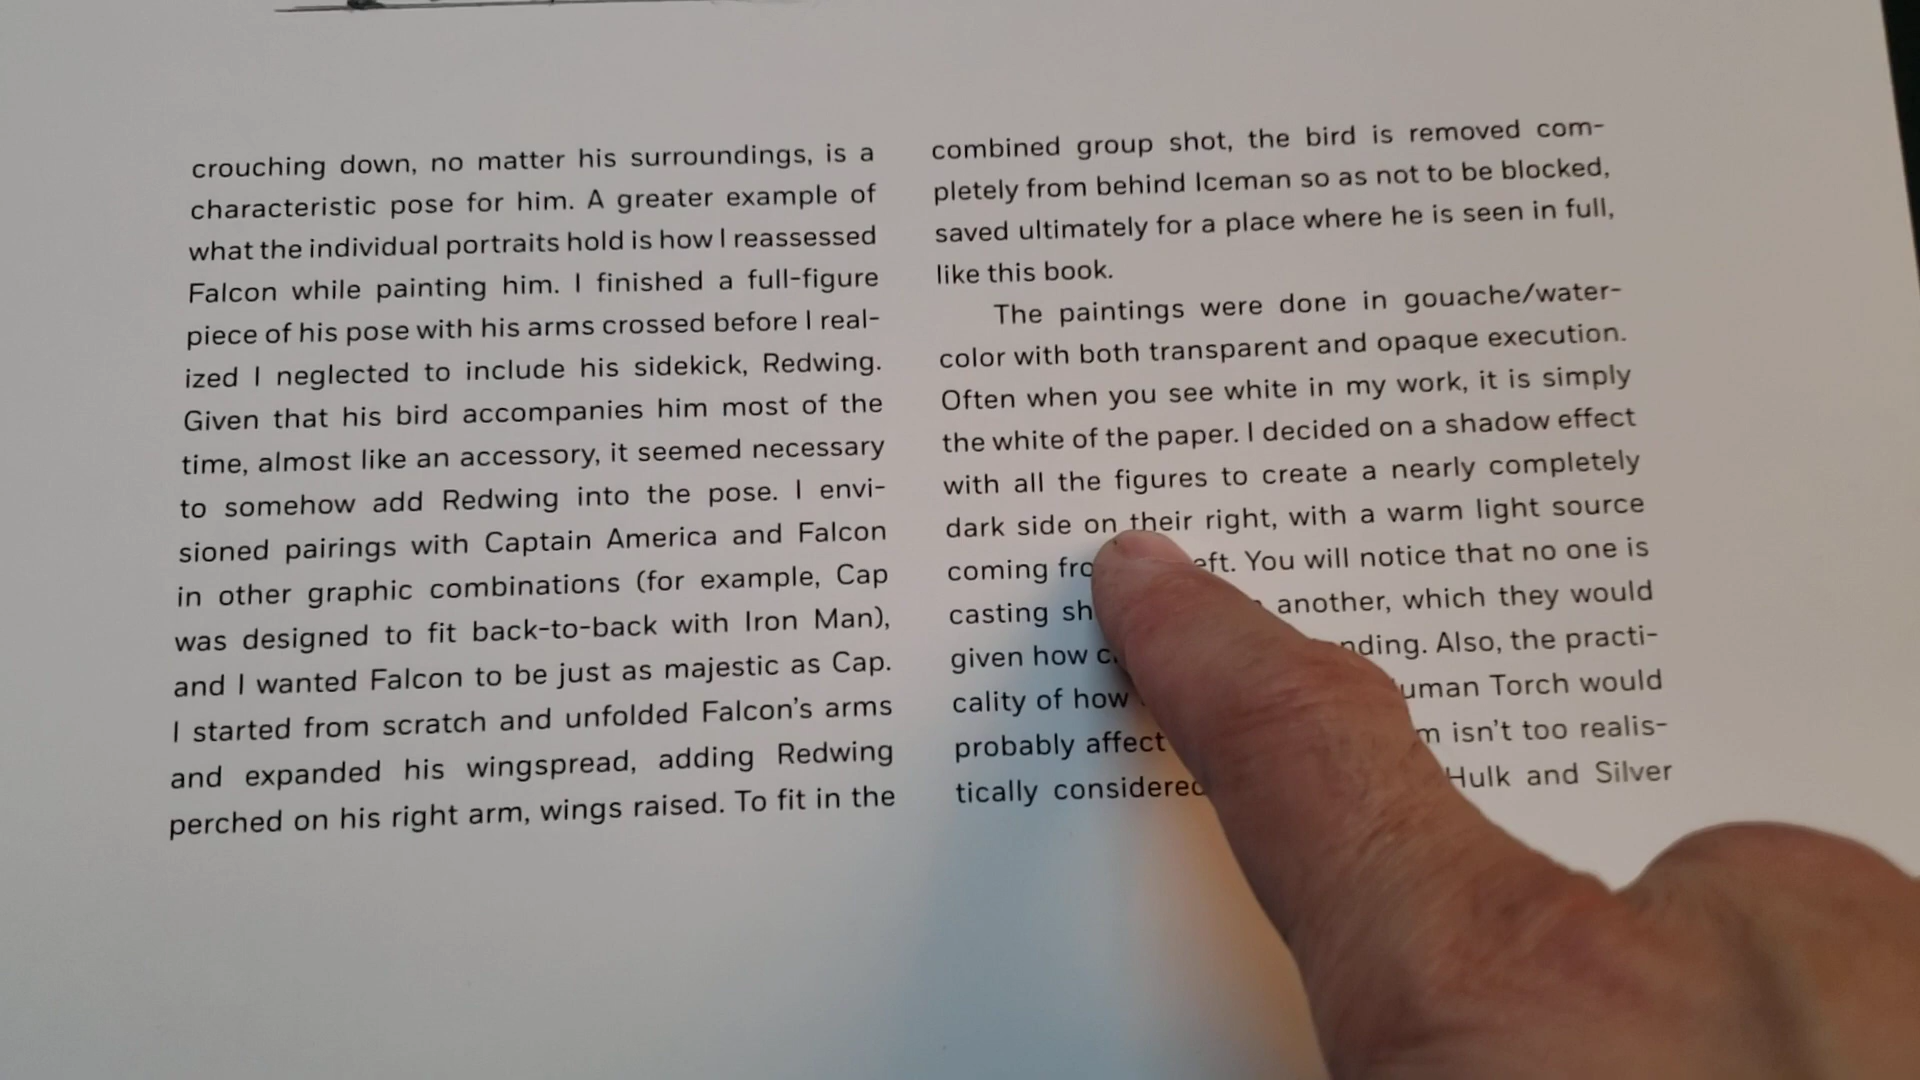 crouching down, no matter his surroundings, is a
characteristic pose for him. A greater example of
what the individual portraits hold is how I reassessed
Falcon while painting him. I finished a full-figure
piece of his pose with his arms crossed before I real-
ized I neglected to include his sidekick, Redwing.
Given that his bird accompanies him most of the
time, almost like an accessory, it seemed necessary
to somehow add Redwing into the pose. I envi-
sioned pairings with Captain America and Falcon
in other graphic combinations (for example, Cap
was designed to fit back-to-back with Iron Man),
and I wanted Falcon to be just as majestic as Cap.
I started from scratch and unfolded Falcon's arms
and expanded his wingspread, adding Redwing
perched on his right arm, wings raised. To fit in the
combined group shot, the bird is removed com-
pletely from behind Iceman so as not to be blocked,
saved ultimately for a place where he is seen in full,
like this book.
The paintings were done in gouache/water-
color with both transparent and opaque execution.
Often when you see white in my work, it is simply
the white of the paper. I decided on a shadow effect
with all the figures to create a nearly completely
dark side on their right, with a warm light source
coming You will notice that no one is
casting another, which they would
given how Also, the practi-
cality of how Torch would
probably affect isn't too realis-
tically Hulk and Silver